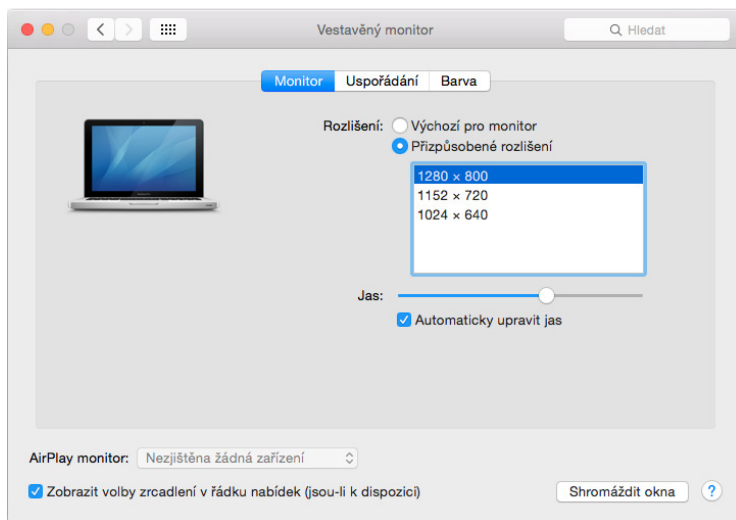 Vestavěný monitor
Hledat
Monitor Uspořádání Barva
Rozlišení: Výchozí pro monitor
Přizpůsobené rozlišení
1280 × 800
1152 × 720
1024 × 640
Jas:
Automaticky upravit jas
AirPlay monitor: Nezjištěna žádná zařízení
Zobrazit volby zrcadlení v řádku nabídek (jsou-li k dispozici)
Shromáždit okna ?